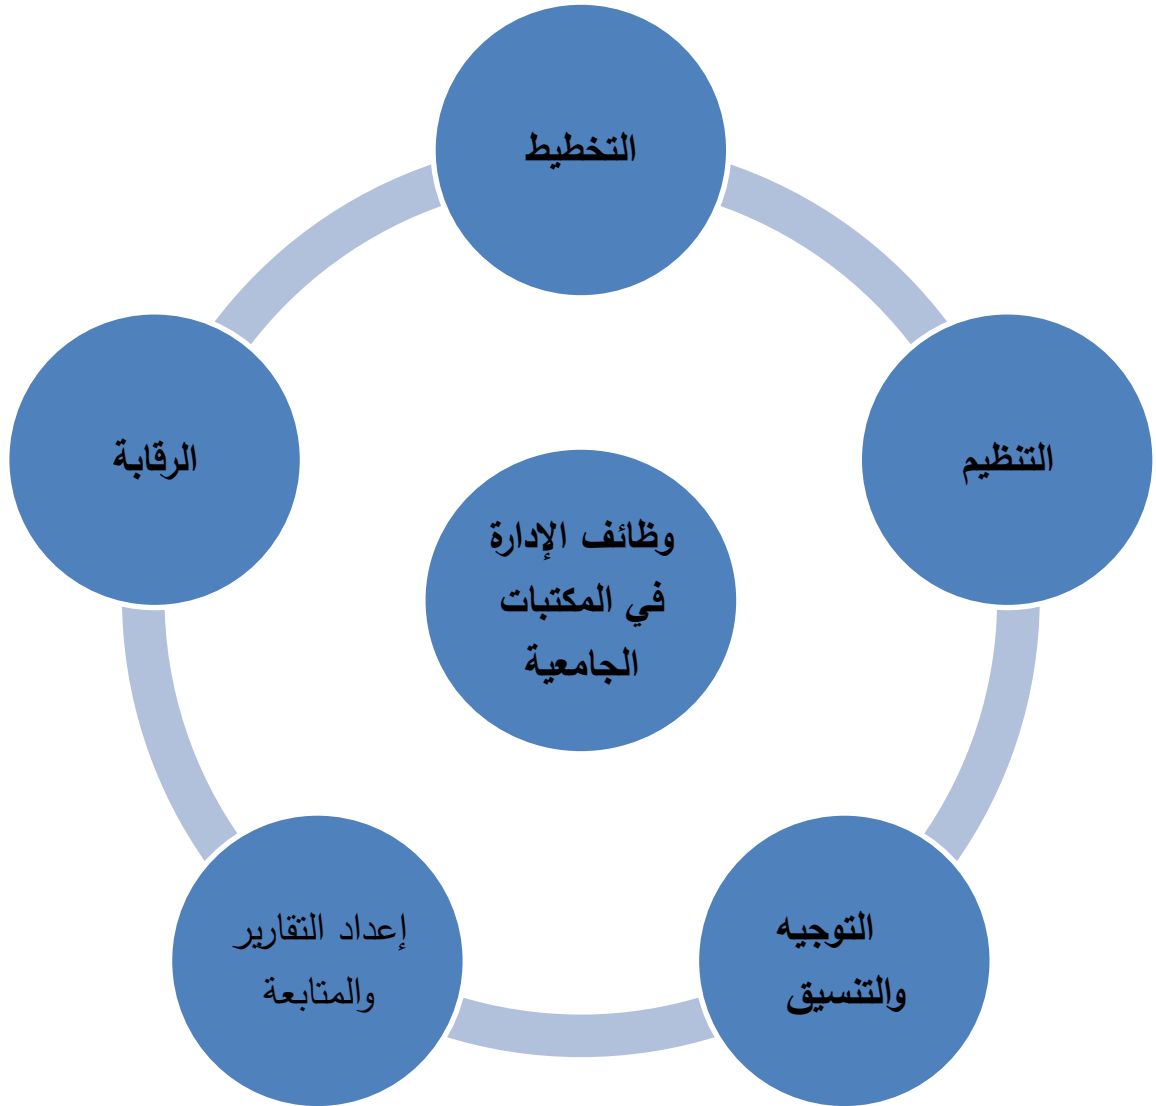 التخطيط
التنظيم
الرقابة
وظائف الإدارة
في المكتبات
الجامعية
التوجيه
والتنسيق
إعداد التقارير
والمتابعة